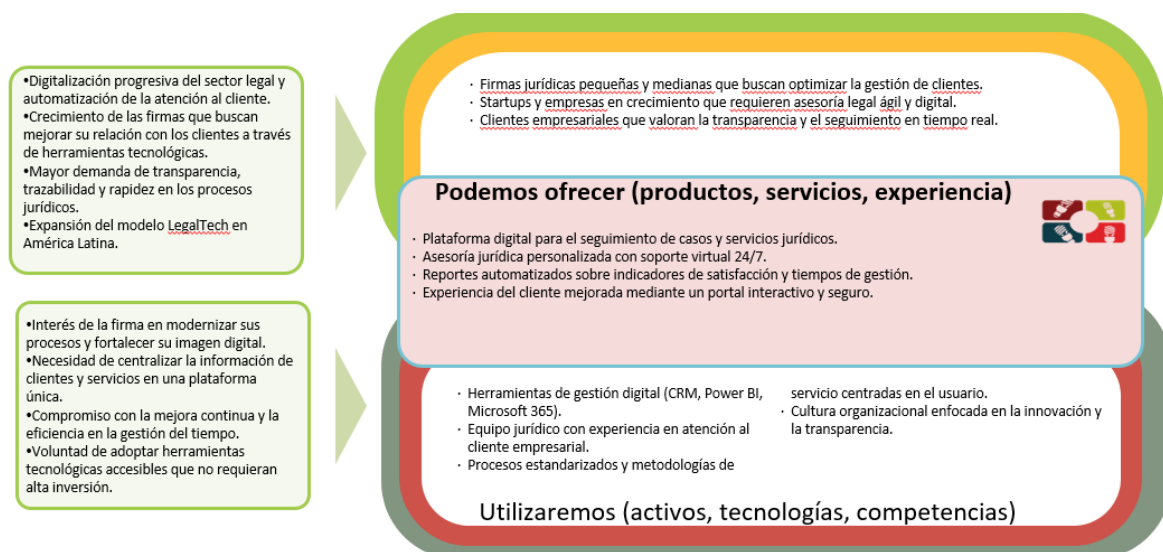 •Digitalización progresiva del sector legal y
automatización de la atención al cliente.
•Crecimiento de las firmas que buscan
mejorar su relación con los clientes a través
de herramientas tecnológicas.
•Mayor demanda de transparencia,
trazabilidad y rapidez en los procesos
jurídicos.
•Expansión del modelo LegalTech en
América Latina.
•Interés de la firma en modernizar sus
procesos y fortalecer su imagen digital.
•Necesidad de centralizar la información de
clientes y servicios en una plataforma
única.
•Compromiso con la mejora continua y la
eficiencia en la gestión del tiempo.
•Voluntad de adoptar herramientas
tecnológicas accesibles que no requieran
alta inversión.
· Firmas jurídicas pequeñas y medianas que buscan optimizar la gestión de clientes.
· Startups y empresas en crecimiento que requieren asesoría legal ágil y digital.
· Clientes empresariales que valoran la transparencia y el seguimiento en tiempo real.
Podemos ofrecer (productos, servicios, experiencia)
· Plataforma digital para el seguimiento de casos y servicios jurídicos.
· Asesoría jurídica personalizada con soporte virtual 24/7.
· Reportes automatizados sobre indicadores de satisfacción y tiempos de gestión.
· Experiencia del cliente mejorada mediante un portal interactivo y seguro.
· Herramientas de gestión digital (CRM, Power BI,
Microsoft 365).
· Equipo jurídico con experiencia en atención al
cliente empresarial.
· Procesos estandarizados y metodologías de
servicio centradas en el usuario.
· Cultura organizacional enfocada en la innovación y
la transparencia.
Utilizaremos (activos, tecnologías, competencias)